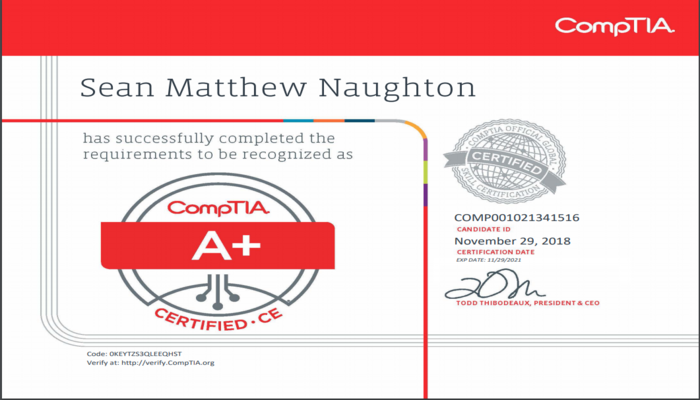 CompTIA.
Sean Matthew Naughton
has successfully completed the
requirements to be recognized as
CompTIA.
A+
CERTIFIED • CE
COMPTIA OFFICIAL GLOBAL
CERTIFIED
SKILL CERTIFICATION
COMP001021341516
CANDIDATE ID
November 29, 2018
CERTIFICATION DATE
EXP DATE: 11/29/2021
TODD THIBODEAUX, PRESIDENT & CEO
Code: 0KEYTZS3QLEEQHST
Verify at: http://verify.CompTIA.org